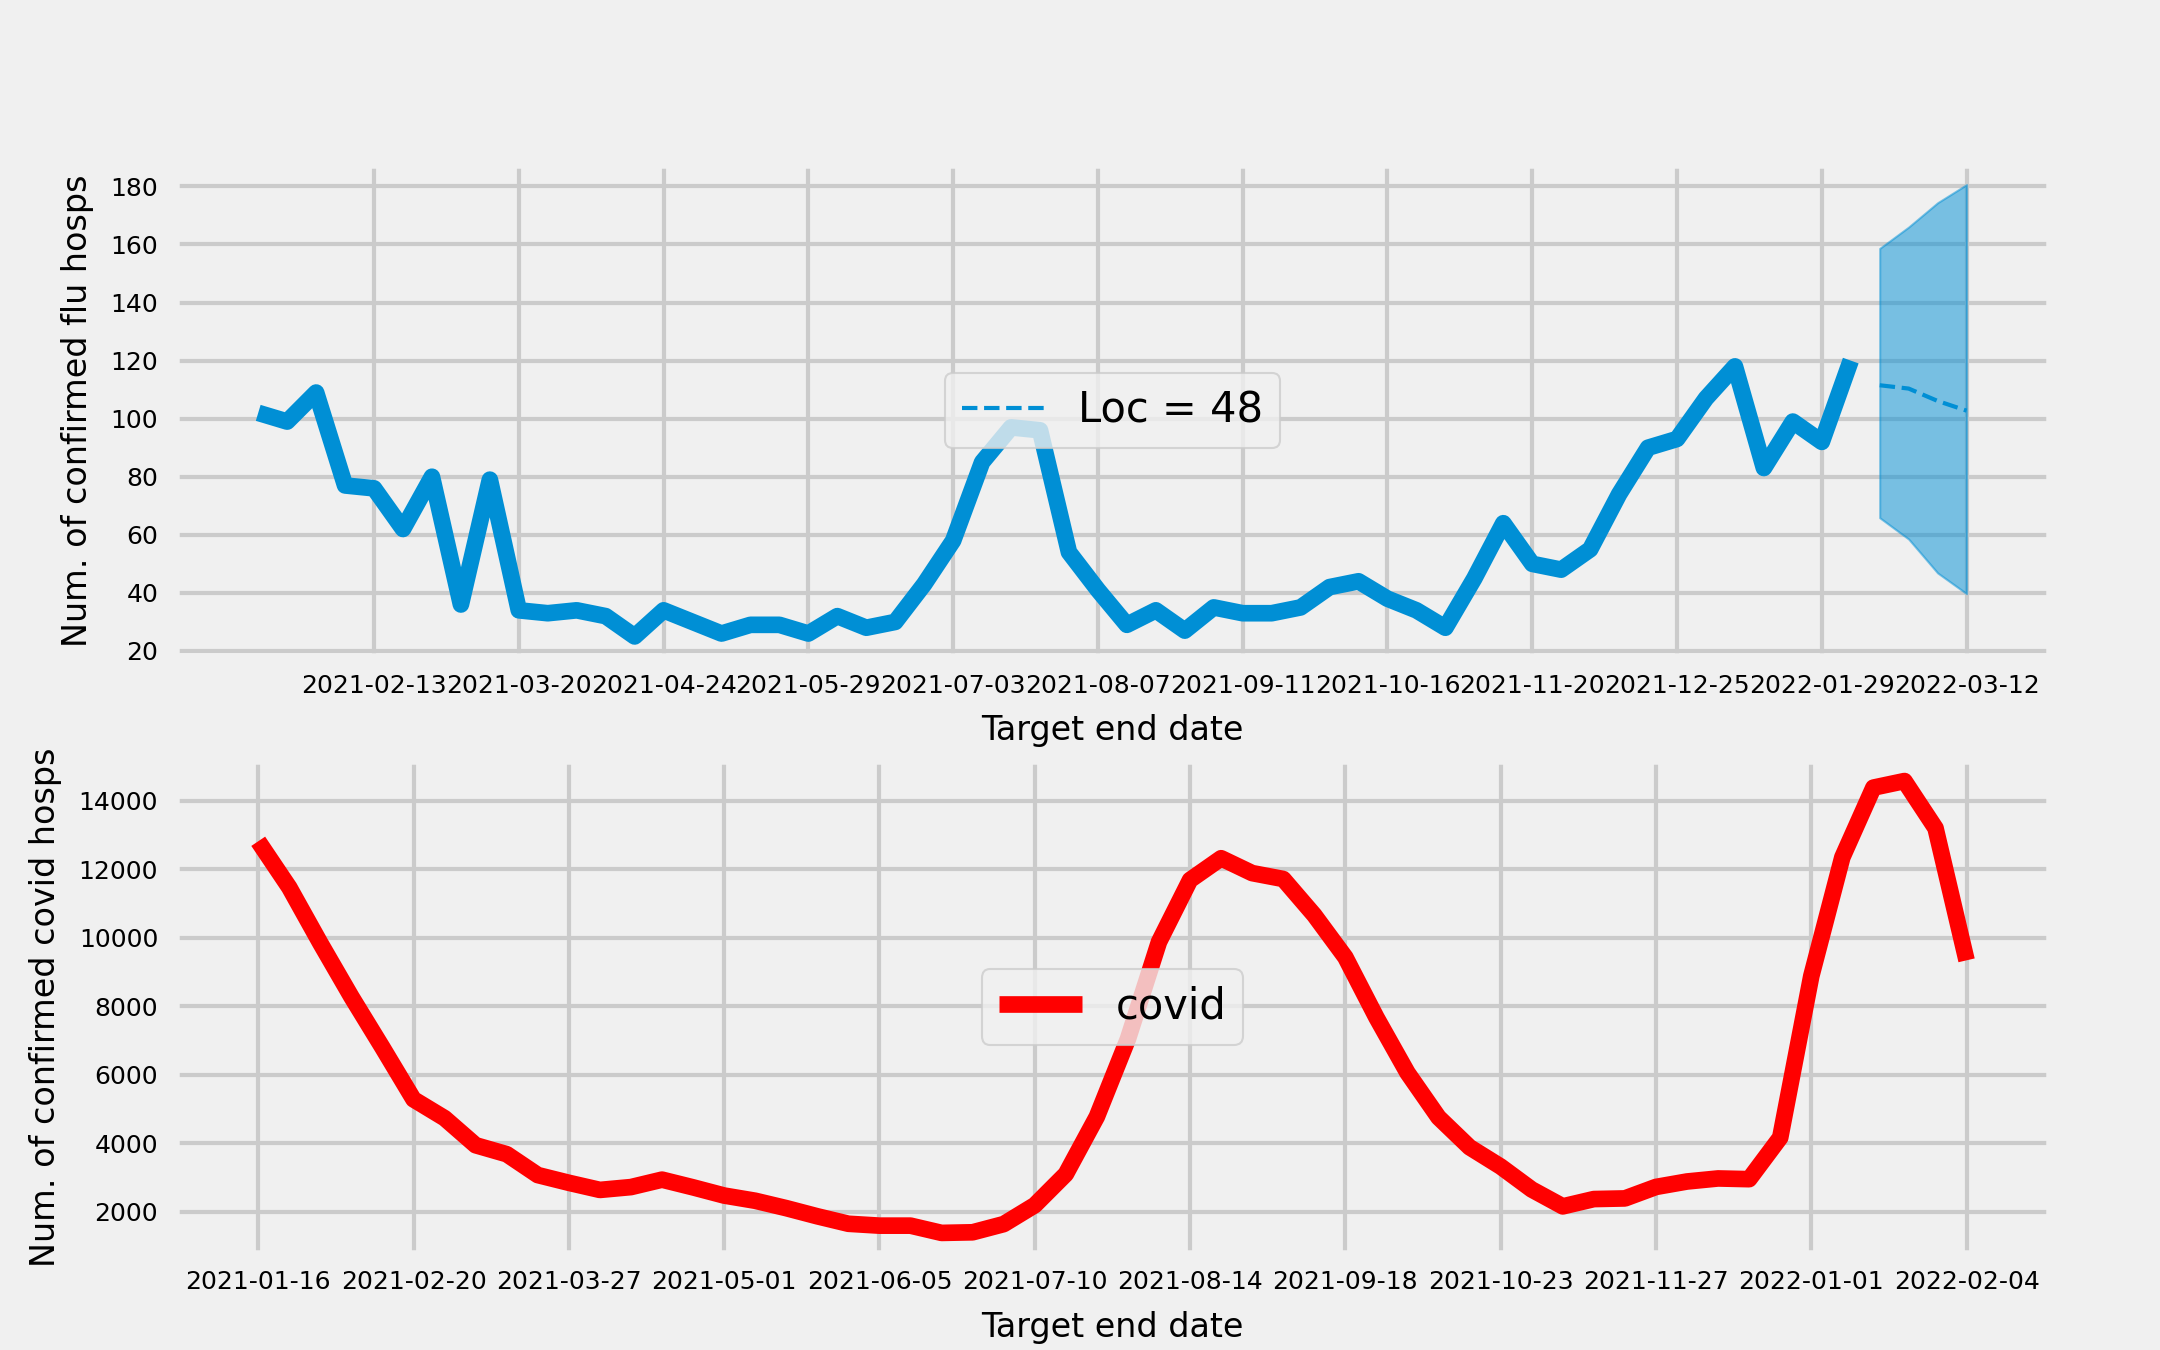 Num. of confirmed flu hosps
180
160
140
120
100
80
60
40
20
Loc = 48
2021-02-13 2021-03-20 2021-04-24 2021-05-29 2021-07-03 2021-08-07 2021-09-11 2021-10-16 2021-11-20 2021-12-25 2022-01-29 2022-03-12
Target end date
Num. of confirmed covid hosps
14000
12000
10000
8000
6000
4000
2000
covid
2021-01-16 2021-02-20 2021-03-27 2021-05-01 2021-06-05 2021-07-10 2021-08-14 2021-09-18 2021-10-23 2021-11-27 2022-01-01 2022-02-04
Target end date